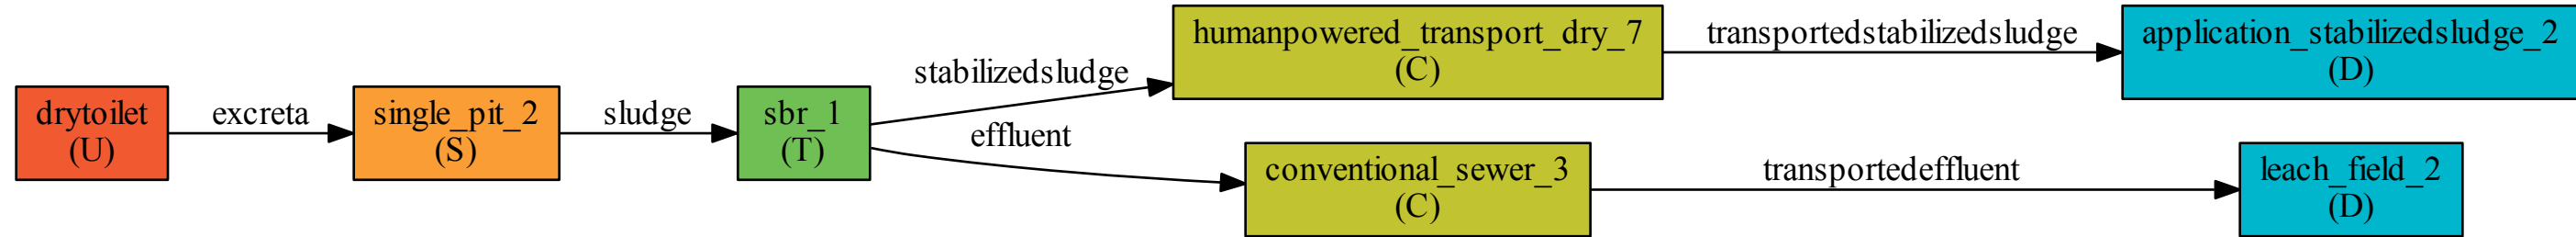 drytoilet
(U)
excreta
single_pit_2
(S)
sludge
sbr_1
(T)
stabilizedsludge
effluent
humanpowered_transport_dry_7
(C)
transportedstabilizedsludge
application_stabilizedsludge_2
(D)
conventional_sewer_3
(C)
transportedeffluent
leach_field_2
(D)